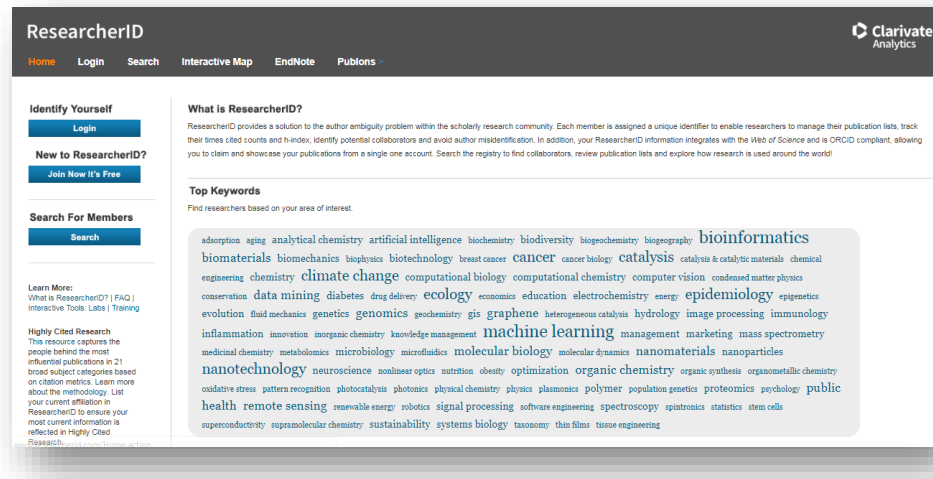 ResearcherID
Clarivate
Analytics
Home Login Search Interactive Map EndNote Publons >
Identify Yourself
Login
New to ResearcherID?
Join Now It's Free
Search For Members
Search
Learn More:
What is ResearcherID? | FAQ |
Interactive Tools: Labs | Training
Highly Cited Research
This resource captures the
people behind the most
influential publications in 21
broad subject categories based
on citation metrics. Learn more
about the methodology. List
your current affiliation in
ResearcherID to ensure your
most current information is
reflected in Highly Cited
Research.
What is ResearcherID?
ResearcherID provides a solution to the author ambiguity problem within the scholarly research community. Each member is assigned a unique identifier to enable researchers to manage their publication lists, track
their times cited counts and h-index, identify potential collaborators and avoid author misidentification. In addition, your ResearcherID information integrates with the Web of Science and is ORCID compliant, allowing
you to claim and showcase your publications from a single one account. Search the registry to find collaborators, review publication lists and explore how research is used around the world!
Top Keywords
Find researchers based on your area of interest.
adsorption aging analytical chemistry artificial intelligence biochemistry biodiversity biogeochemistry biogeography bioinformatics
biomaterials biomechanics biophysics biotechnology breast cancer cancer cancer biology catalysis catalysis & catalytic materials chemical
engineering chemistry climate change computational biology computational chemistry computer vision condensed matter physics
conservation data mining diabetes drug delivery ecology economics education electrochemistry energy epidemiology epigenetics
evolution fluid mechanics genetics genomics geochemistry gis graphene heterogeneous catalysis hydrology image processing immunology
inflammation innovation inorganic chemistry knowledge management machine learning management marketing mass spectrometry
medicinal chemistry metabolomics microbiology microfluidics molecular biology molecular dynamics nanomaterials nanoparticles
nanotechnology neuroscience nonlinear optics nutrition obesity optimization organic chemistry organic synthesis organometallic chemistry
oxidative stress pattern recognition photocatalysis photonics physical chemistry physics plasmonics polymer population genetics proteomics psychology public
health remote sensing renewable energy robotics signal processing software engineering spectroscopy spintronics statistics stem cells
superconductivity supramolecular chemistry sustainability systems biology taxonomy thin films tissue engineering